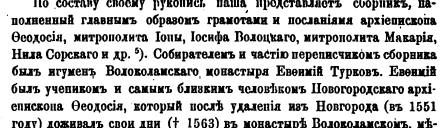 По составу своему рукопись наша представляетъ сборникъ, на-
полненный главнымъ образомъ грамотами и посланіями архіепископа
Ѳеодосія, митрополита Іоны, Іосифа Волоцкаго, митрополита Макарія,
Нила Сорскаго и др. ⁵). Собирателемъ и частію переписчикомъ сборника
былъ игуменъ Волоколамскаго монастыря Евѳимій Турковъ. Евѳимій
былъ ученикомъ и самымъ близкимъ человѣкомъ Новгородскаго архі-
епископа Ѳеодосія, который послѣ удаленія изъ Новгорода (въ 1551
году) доживалъ свои дни († 1563) въ монастырѣ Волоколамскомъ, мѣ-